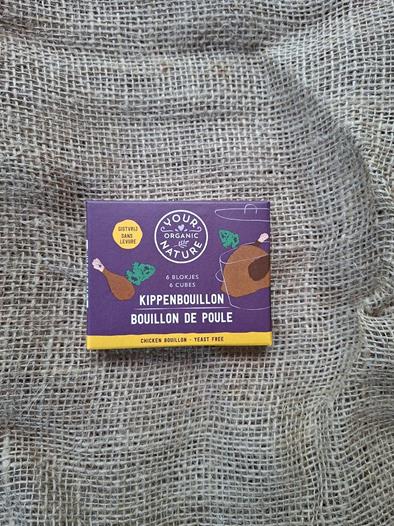 GISTVRIJ
SANS
LEVURE
YOUR
ORGANIC
NATURE
6 BLOKJES
6 CUBES
KIPPENBOUILLON
BOUILLON DE POULE
CHICKEN BOUILLON - YEAST FREE